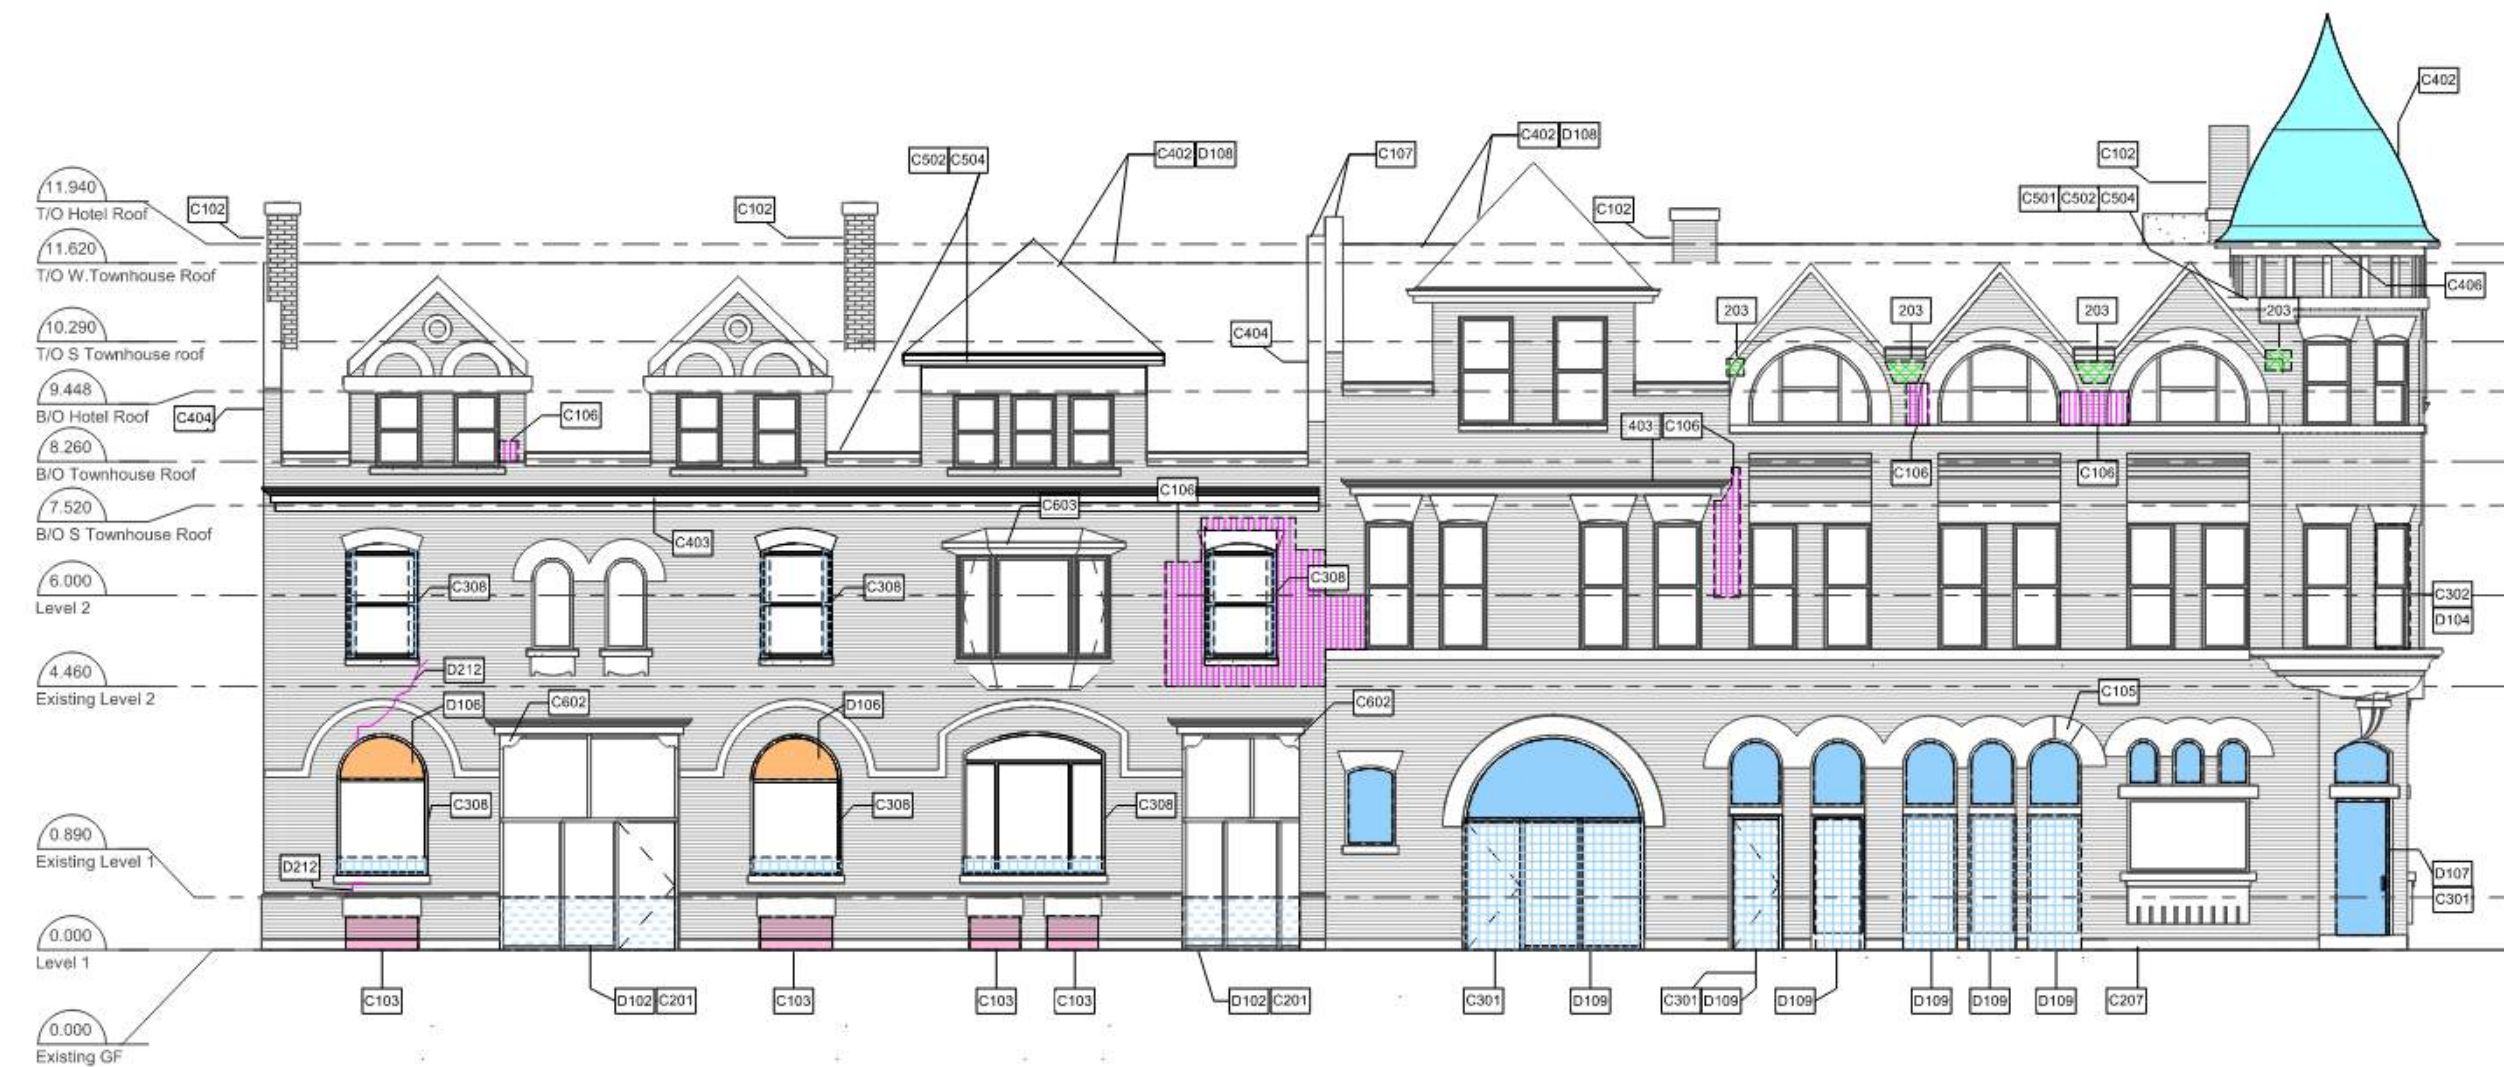 C402
C402 D108
C502 C504
C402 D108
C107
C102
C501 C502 C504
11.940
T/O Hotel Roof
C102
C102
C102
11.620
T/O W.Townhouse Roof
C406
203
203
203
203
10.290
T/O S Townhouse roof
C404
9.448
B/O Hotel Roof
C404
C106
403 C106
8.260
B/O Townhouse Roof
C106
C106
C106
7.520
B/O S Townhouse Roof
C603
C403
6.000
Level 2
C308
C308
C308
C302
D104
4.460
Existing Level 2
D212
D106
C602
D106
C602
C105
0.890
Existing Level 1
C308
C308
C308
D212
D107
C301
0.000
Level 1
C103
D102 C201
C103
C103
C103
D102 C201
C301
D109
C301 D109
D109
D109
D109
D109
C207
0.000
Existing GF